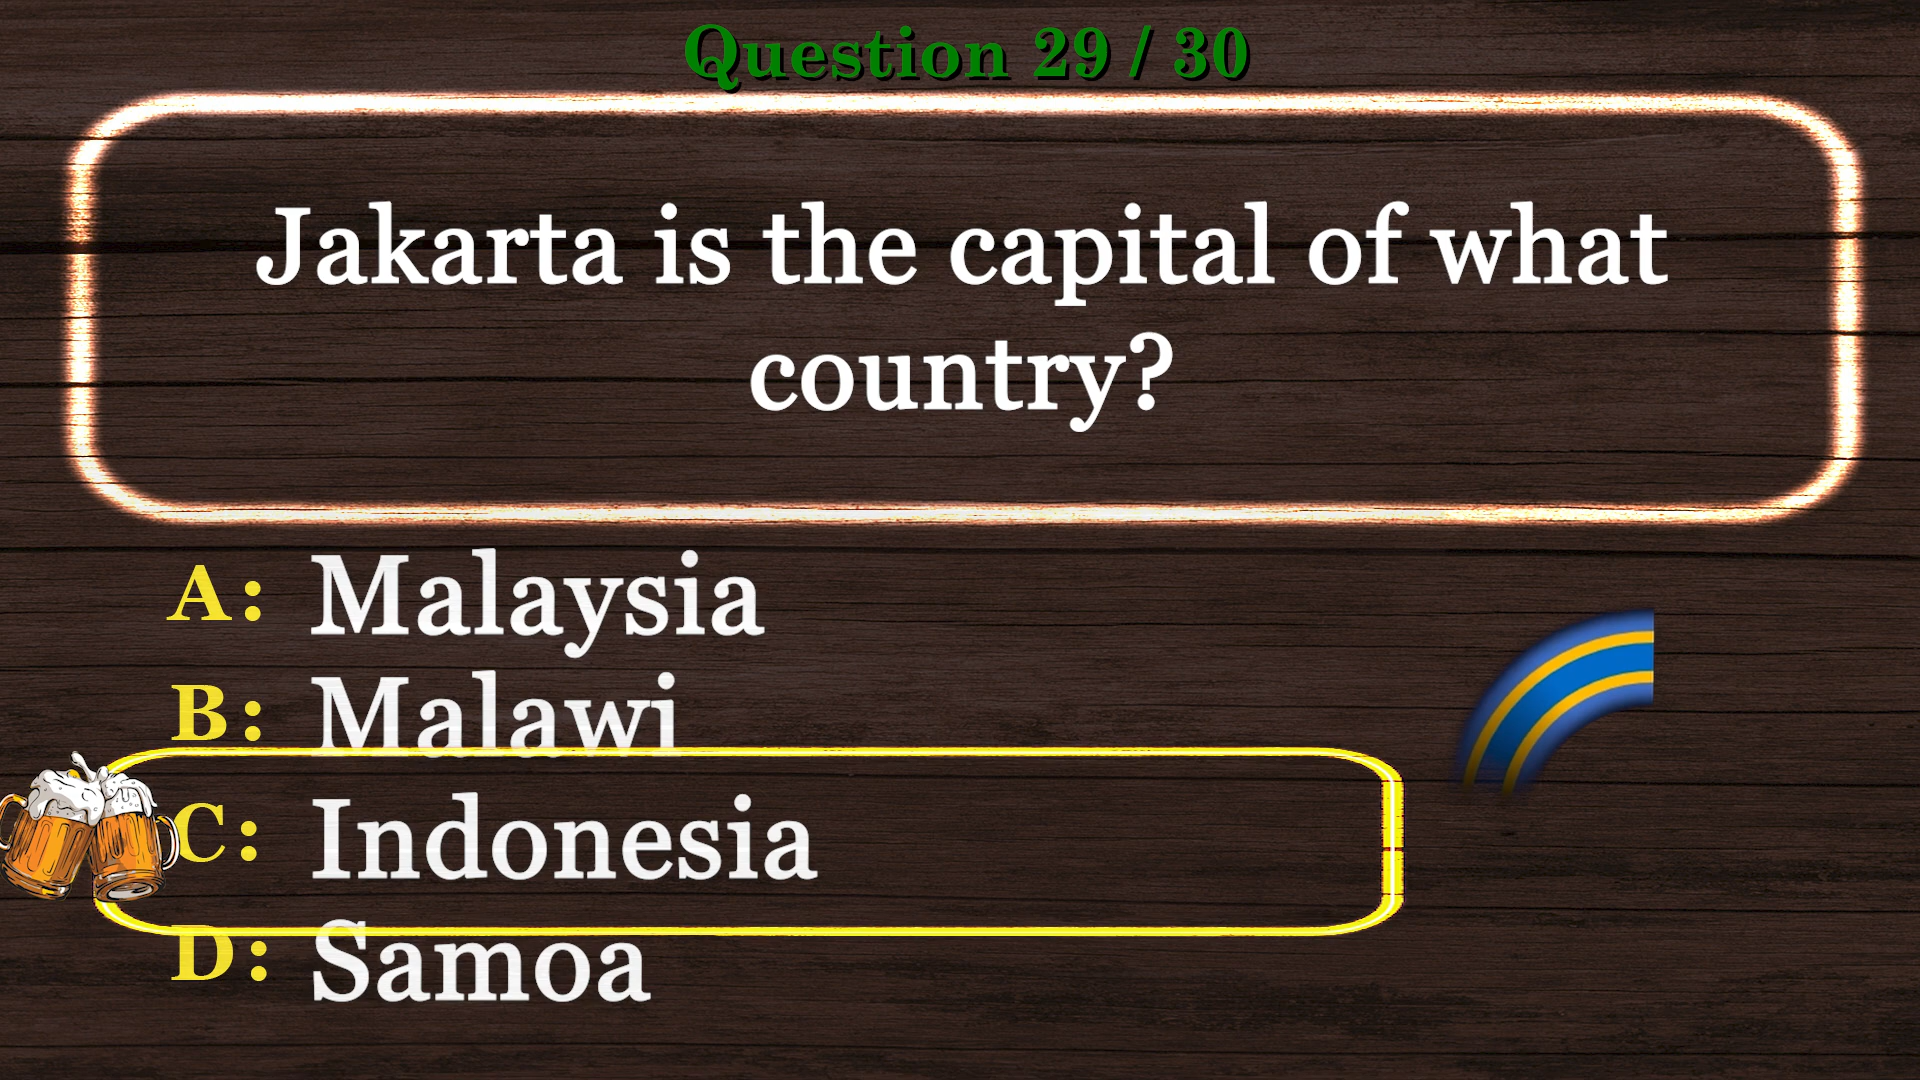 Question 29 / 30
Jakarta is the capital of what
country?
A: Malaysia
B: Malawi
C: Indonesia
D: Samoa